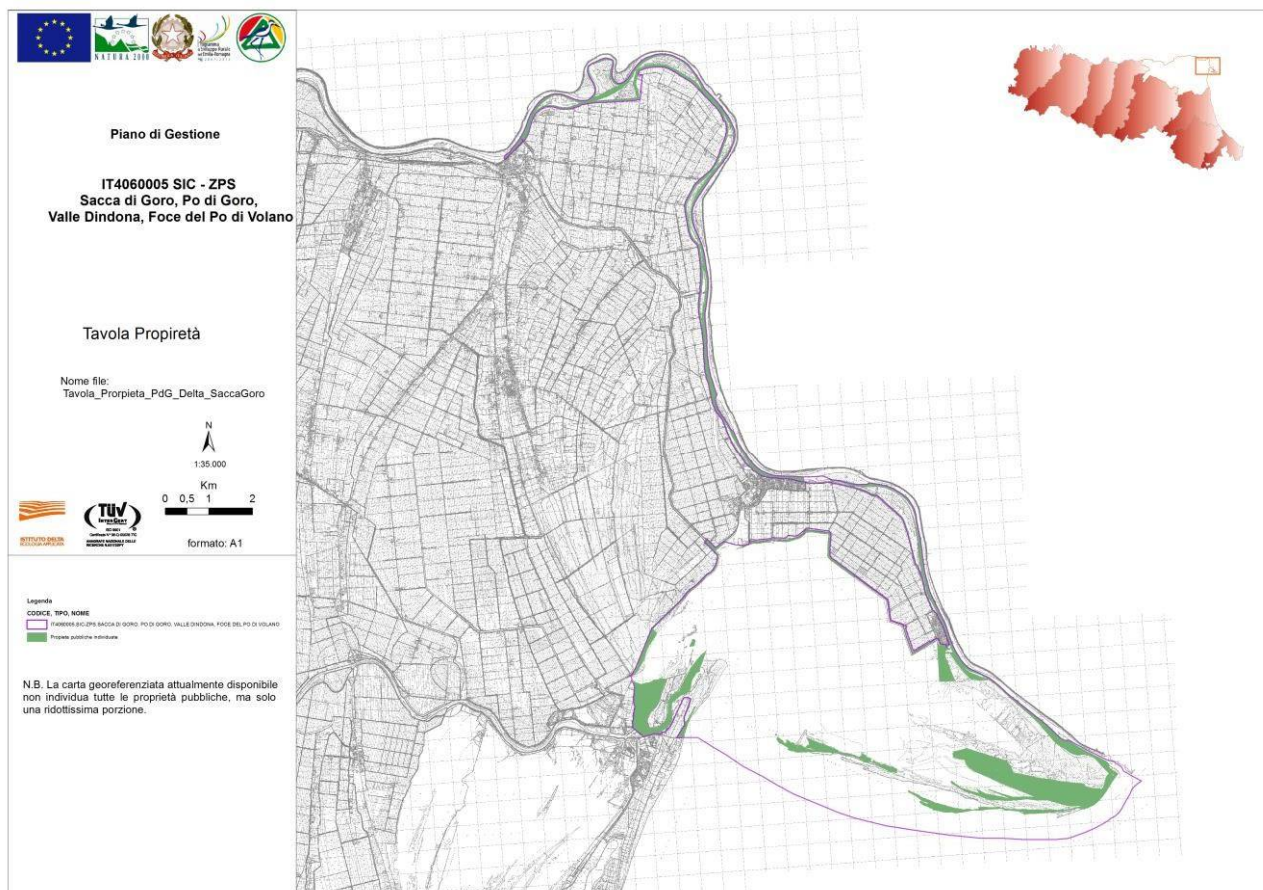 NATURA 2000
Piano di Gestione
IT4060005 SIC - ZPS
Sacca di Goro, Po di Goro,
Valle Dindona, Foce del Po di Volano
Tavola Propiretà
Nome file:
Tavola_Prorpieta_PdG_Delta_SaccaGoro
N
1:35.000
Km
0 0,5 1 2
formato: A1
ISTITUTO DELTA
ECOLOGIA APPLICATA
TÜV
INTERCERT
Legenda
CODICE, TIPO, NOME
IT4060005,SIC-ZPS,SACCA DI GORO, PO DI GORO, VALLE DINDONA, FOCE DEL PO DI VOLANO
Propietà pubbliche individuate
N.B. La carta georeferenziata attualmente disponibile
non individua tutte le proprietà pubbliche, ma solo
una ridottissima porzione.